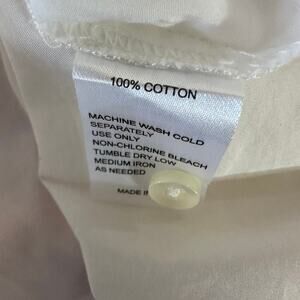 100% COTTON
MACHINE WASH COLD
SEPARATELY
USE ONLY
NON-CHLORINE BLEACH
TUMBLE DRY LOW
MEDIUM IRON
AS NEEDED
MADE IN